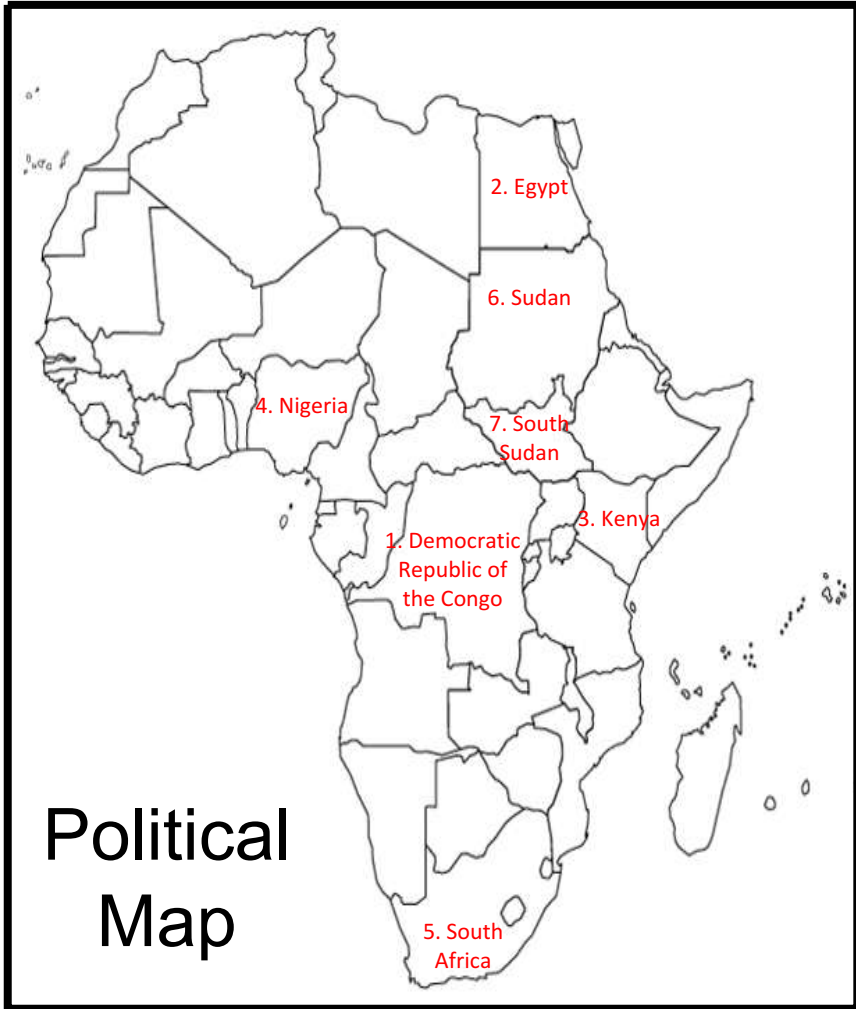 2. Egypt
6. Sudan
4. Nigeria
7. South
Sudan
3. Kenya
1. Democratic
Republic of
the Congo
Political
Map
5. South
Africa